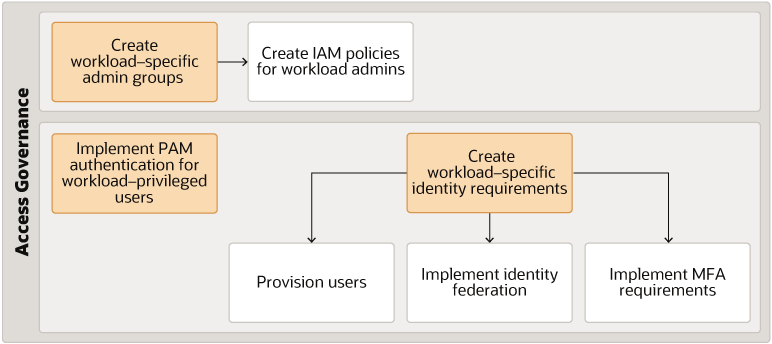 Access Governance
Create
workload–specific
admin groups
Create IAM policies
for workload admins
Implement PAM
authentication for
workload–privileged
users
Create
workload–specific
identity requirements
Provision users
Implement identity
federation
Implement MFA
requirements